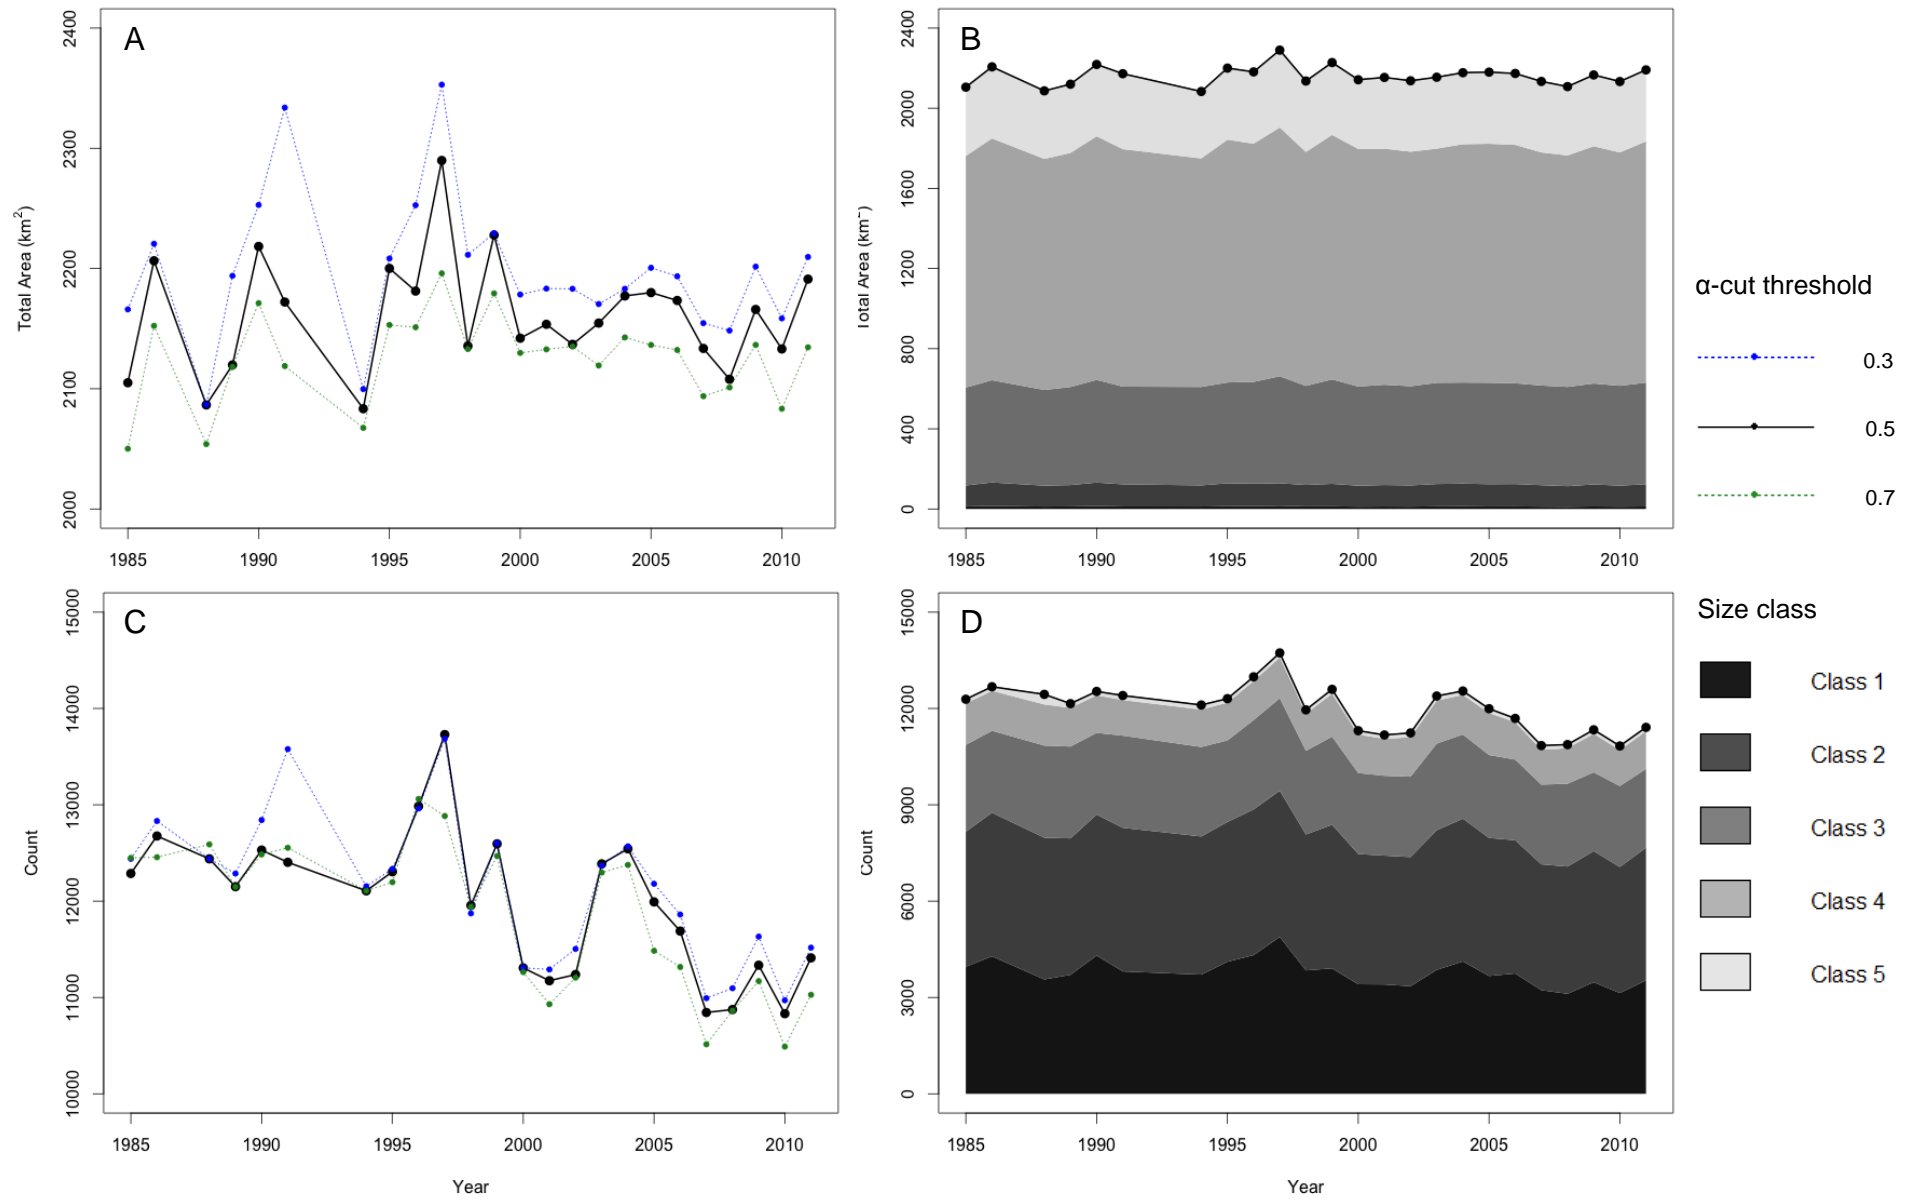 A
2400
2300
2200
2100
2000
Total Area (km2)
1985 1990 1995 2000 2005 2010
B
2400
2000
1600
1200
800
400
0
Total Area (km
1985 1990 1995 2000 2005 2010
α-cut threshold
0.3
0.5
0.7
C
15000
14000
13000
12000
11000
10000
Count
1985 1990 1995 2000 2005 2010
Year
D
15000
12000
9000
6000
3000
0
Count
1985 1990 1995 2000 2005 2010
Year
Size class
Class 1
Class 2
Class 3
Class 4
Class 5